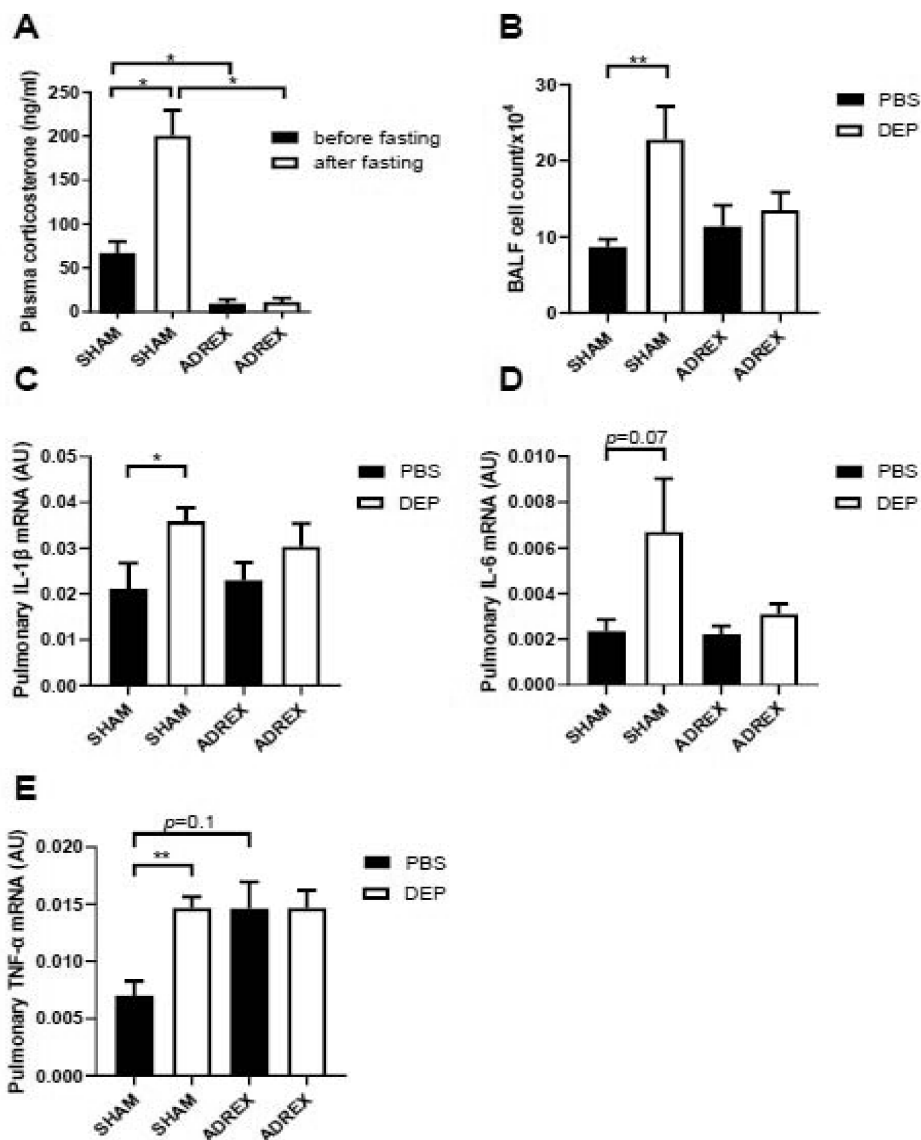 A
*
*
*
Plasma corticosterone (ng/ml)
250
200
150
100
50
0
SHAM
SHAM
ADREX
ADREX
before fasting
after fasting
B
**
BALF cell count/x10⁴
30
20
10
0
SHAM
SHAM
ADREX
ADREX
PBS
DEP
C
*
Pulmonary IL-1β mRNA (AU)
0.05
0.04
0.03
0.02
0.01
0.00
SHAM
SHAM
ADREX
ADREX
PBS
DEP
D
p=0.07
Pulmonary IL-6 mRNA (AU)
0.010
0.008
0.006
0.004
0.002
0.000
SHAM
SHAM
ADREX
ADREX
PBS
DEP
E
p=0.1
**
Pulmonary TNF-α mRNA (AU)
0.020
0.015
0.010
0.005
0.000
SHAM
SHAM
ADREX
ADREX
PBS
DEP